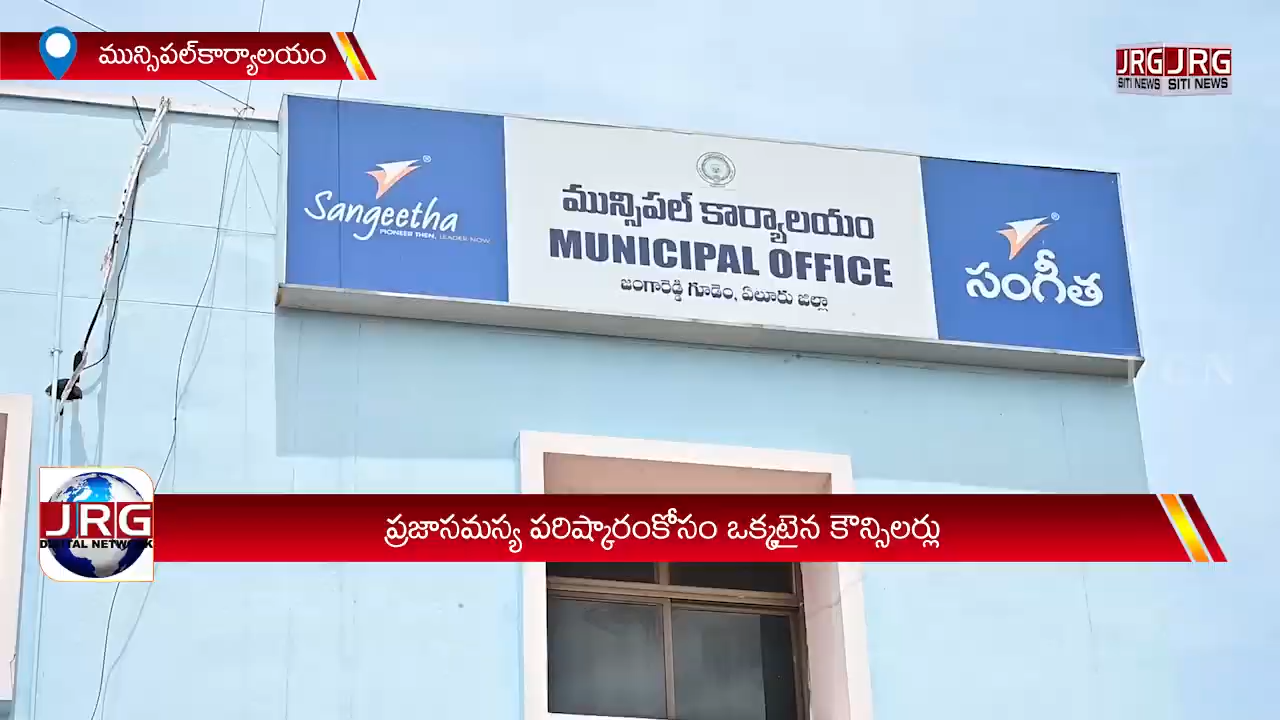 మున్సిపల్‌కార్యాలయం
JRG JRG
SITI NEWS SITI NEWS
Sangeetha
PIONEER THEN, LEADER NOW
మున్సిపల్ కార్యాలయం
MUNICIPAL OFFICE
జంగారెడ్డి గూడెం, ఏలూరు జిల్లా
సంగీత
JRG
DIGITAL NETWORK
ప్రజాసమస్య పరిష్కారంకోసం ఒక్కటైన కౌన్సిలర్లు